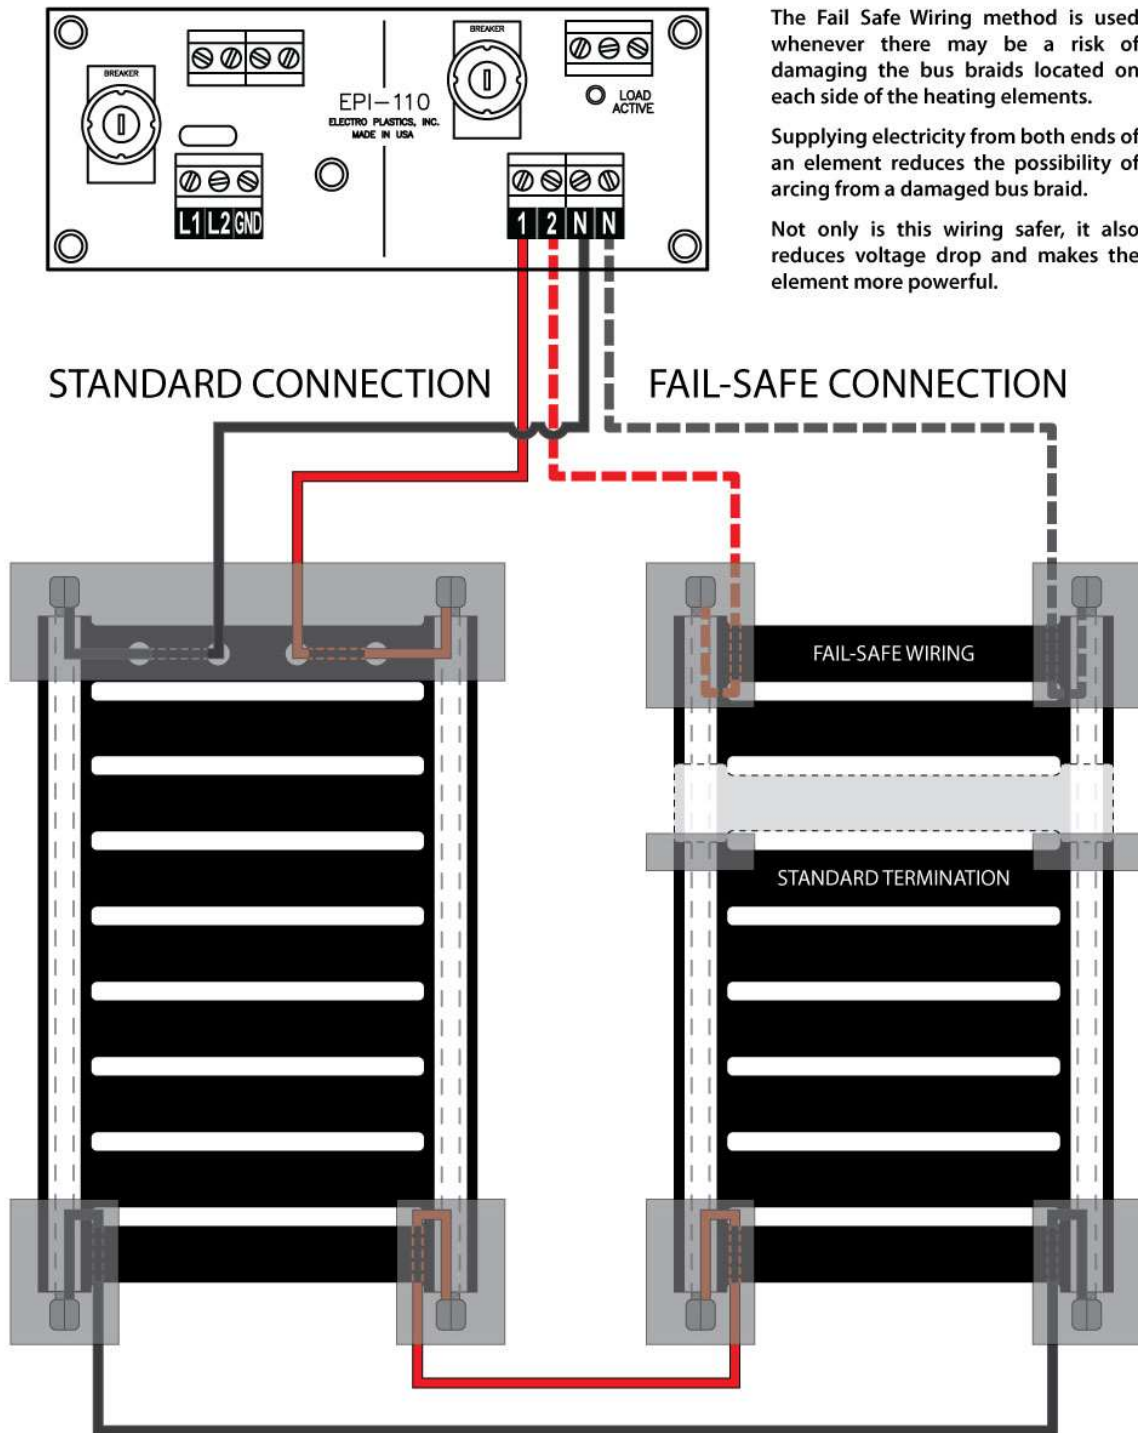 BREAKER
BREAKER
EPI-110
ELECTRO PLASTICS, INC.
MADE IN USA
LOAD
ACTIVE
L1 L2 GND
1 2 N N
The Fail Safe Wiring method is used
whenever there may be a risk of
damaging the bus braids located on
each side of the heating elements.
Supplying electricity from both ends of
an element reduces the possibility of
arcing from a damaged bus braid.
Not only is this wiring safer, it also
reduces voltage drop and makes the
element more powerful.
STANDARD CONNECTION
FAIL-SAFE CONNECTION
FAIL-SAFE WIRING
STANDARD TERMINATION